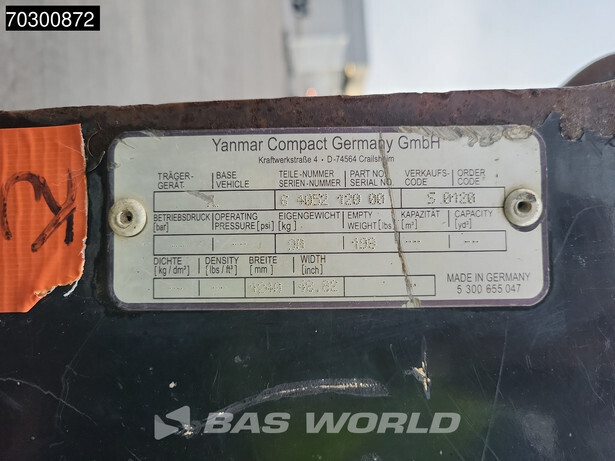 70300872
Yanmar Compact Germany GmbH
Kraftwerkstraße 4 • D-74564 Crailsheim
TRÄGER- GERÄT. BASE VEHICLE TEILE-NUMMER SERIEN-NUMMER PART NO. SERIAL NO. VERKAUFS- CODE ORDER CODE
6 4052 120 00 S.0120
BETRIEBSDRUCK [bar] OPERATING PRESSURE [psi] EIGENGEWICHT [kg] EMPTY WEIGHT [lbs] KAPAZITÄT [m³] CAPACITY [yd³]
--- 90 198
DICHTE [kg / dm³] DENSITY [lbs / ft³] BREITE [mm] WIDTH [inch]
MADE IN GERMANY
5 300 655 047
BAS WORLD